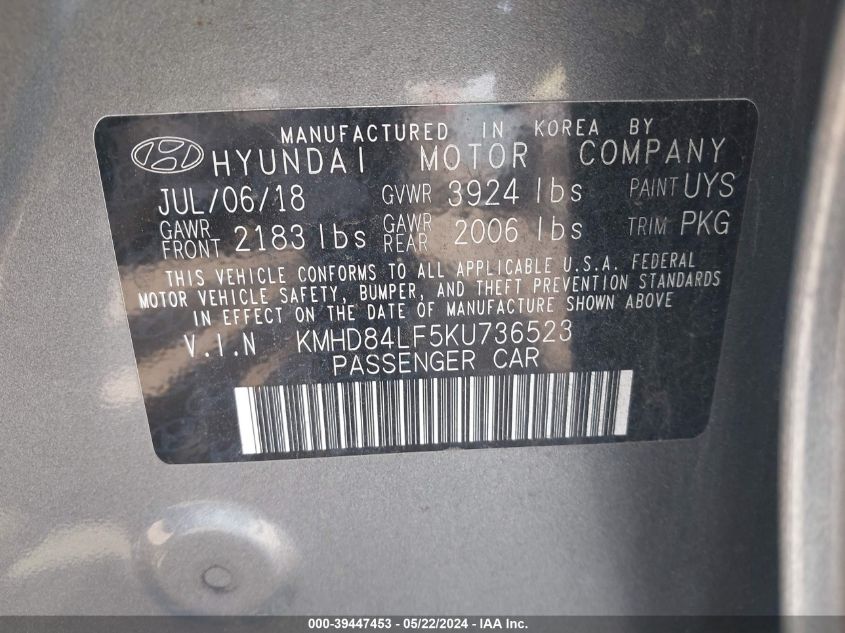 MANUFACTURED IN KOREA BY
HYUNDAI MOTOR COMPANY
JUL/06/18 GVWR 3924 lbs PAINT UYS
GAWR FRONT 2183 lbs GAWR REAR 2006 lbs TRIM PKG
THIS VEHICLE CONFORMS TO ALL APPLICABLE U.S.A. FEDERAL
MOTOR VEHICLE SAFETY, BUMPER, AND THEFT PREVENTION STANDARDS
IN EFFECT ON THE DATE OF MANUFACTURE SHOWN ABOVE
V.I.N KMHD84LF5KU736523
PASSENGER CAR
000-39447453 - 05/22/2024 - IAA Inc.